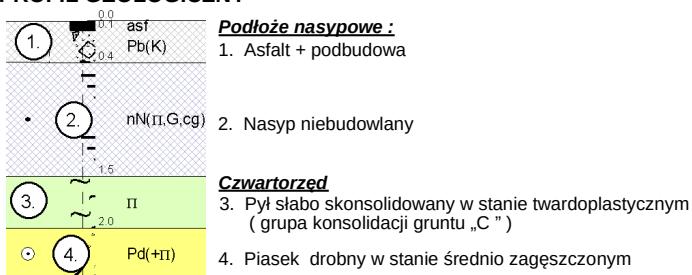 PROFIL GEOLOGICZNY
0.0
0.1 asf
1. Pb(K)
0.4
Podłoże nasypowe :
1. Asfalt + podbudowa
2. nN(π,G,cg)
2. Nasyp niebudowlany
1.5
Czwartorzęd
3. π
3. Pył słabo skonsolidowany w stanie twardoplastycznym
( grupa konsolidacji gruntu „C ” )
2.0
4. Pd(+π)
4. Piasek drobny w stanie średnio zagęszczonym